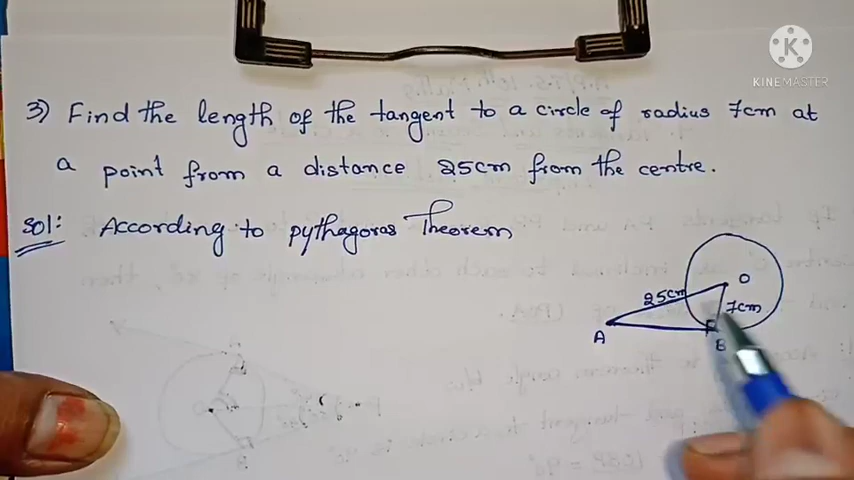 KINEMASTER
3) Find the length of the tangent to a circle of radius 7cm at
a point from a distance 25cm from the centre.
Sol: According to pythagoras Theorem
O
25cm
7cm
A
B